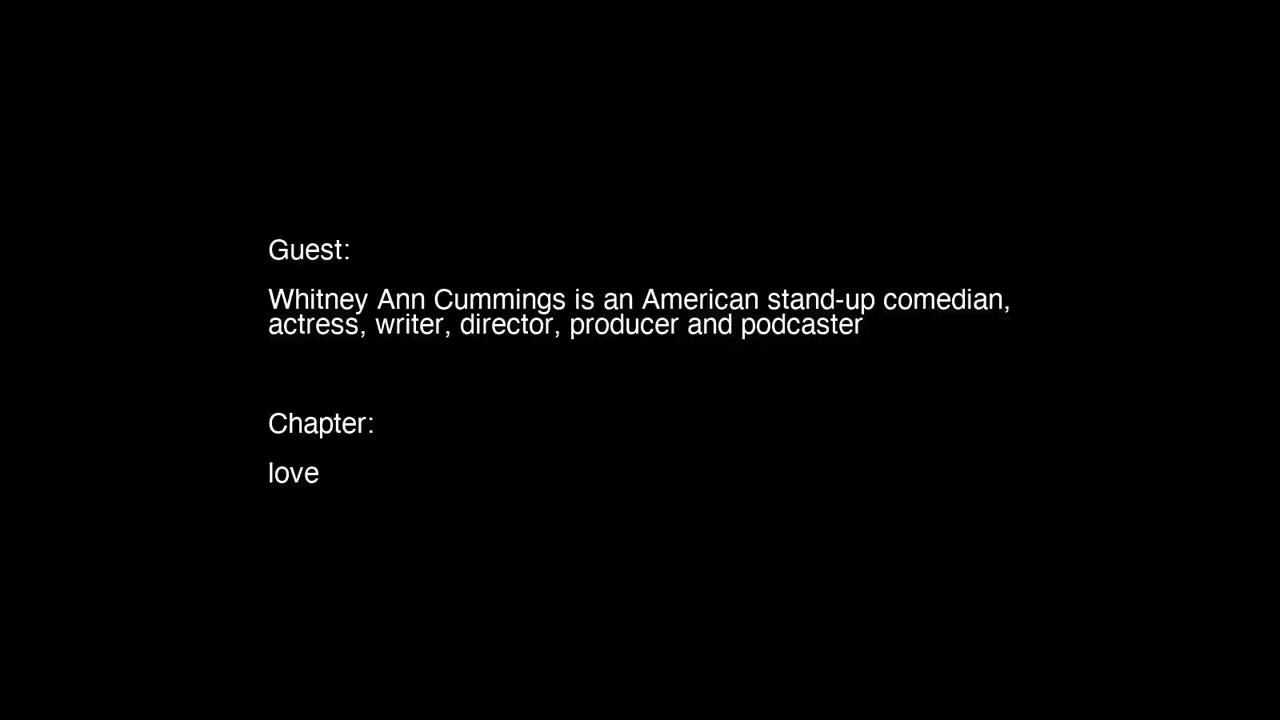 Guest:
Whitney Ann Cummings is an American stand-up comedian,
actress, writer, director, producer and podcaster
Chapter:
love